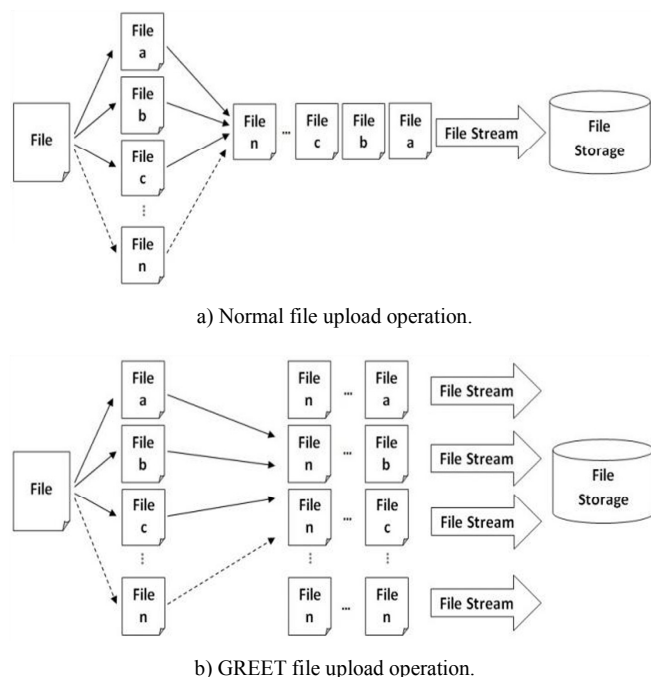 File
a
File
b
File
c
⋮
File
n
File
File
n
...
File
c
File
b
File
a
File Stream
File
Storage
a) Normal file upload operation.
File
a
File
b
File
c
⋮
File
n
File
File
n
...
File
a
File Stream
File
n
...
File
b
File Stream
File
n
...
File
c
File Stream
⋮
⋮
File
n
...
File
n
File Stream
File
Storage
b) GREET file upload operation.